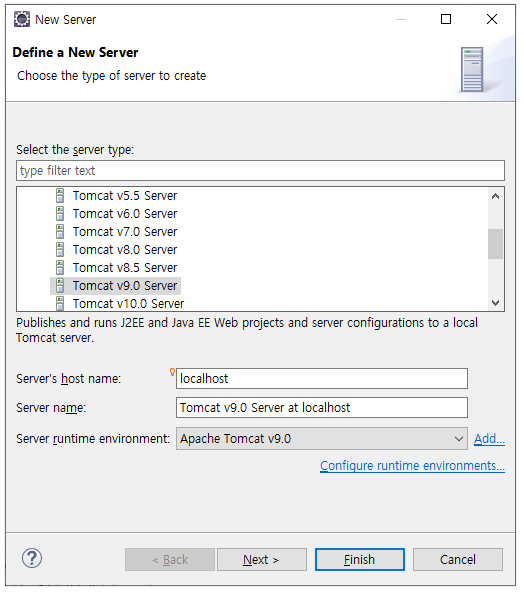 New Server
Define a New Server
Choose the type of server to create
Select the server type:
type filter text
Tomcat v5.5 Server
Tomcat v6.0 Server
Tomcat v7.0 Server
Tomcat v8.0 Server
Tomcat v8.5 Server
Tomcat v9.0 Server
Tomcat v10.0 Server
Publishes and runs J2EE and Java EE Web projects and server configurations to a local
Tomcat server.
Server's host name: localhost
Server name: Tomcat v9.0 Server at localhost
Server runtime environment: Apache Tomcat v9.0 Add...
Configure runtime environments...
? < Back Next > Finish Cancel